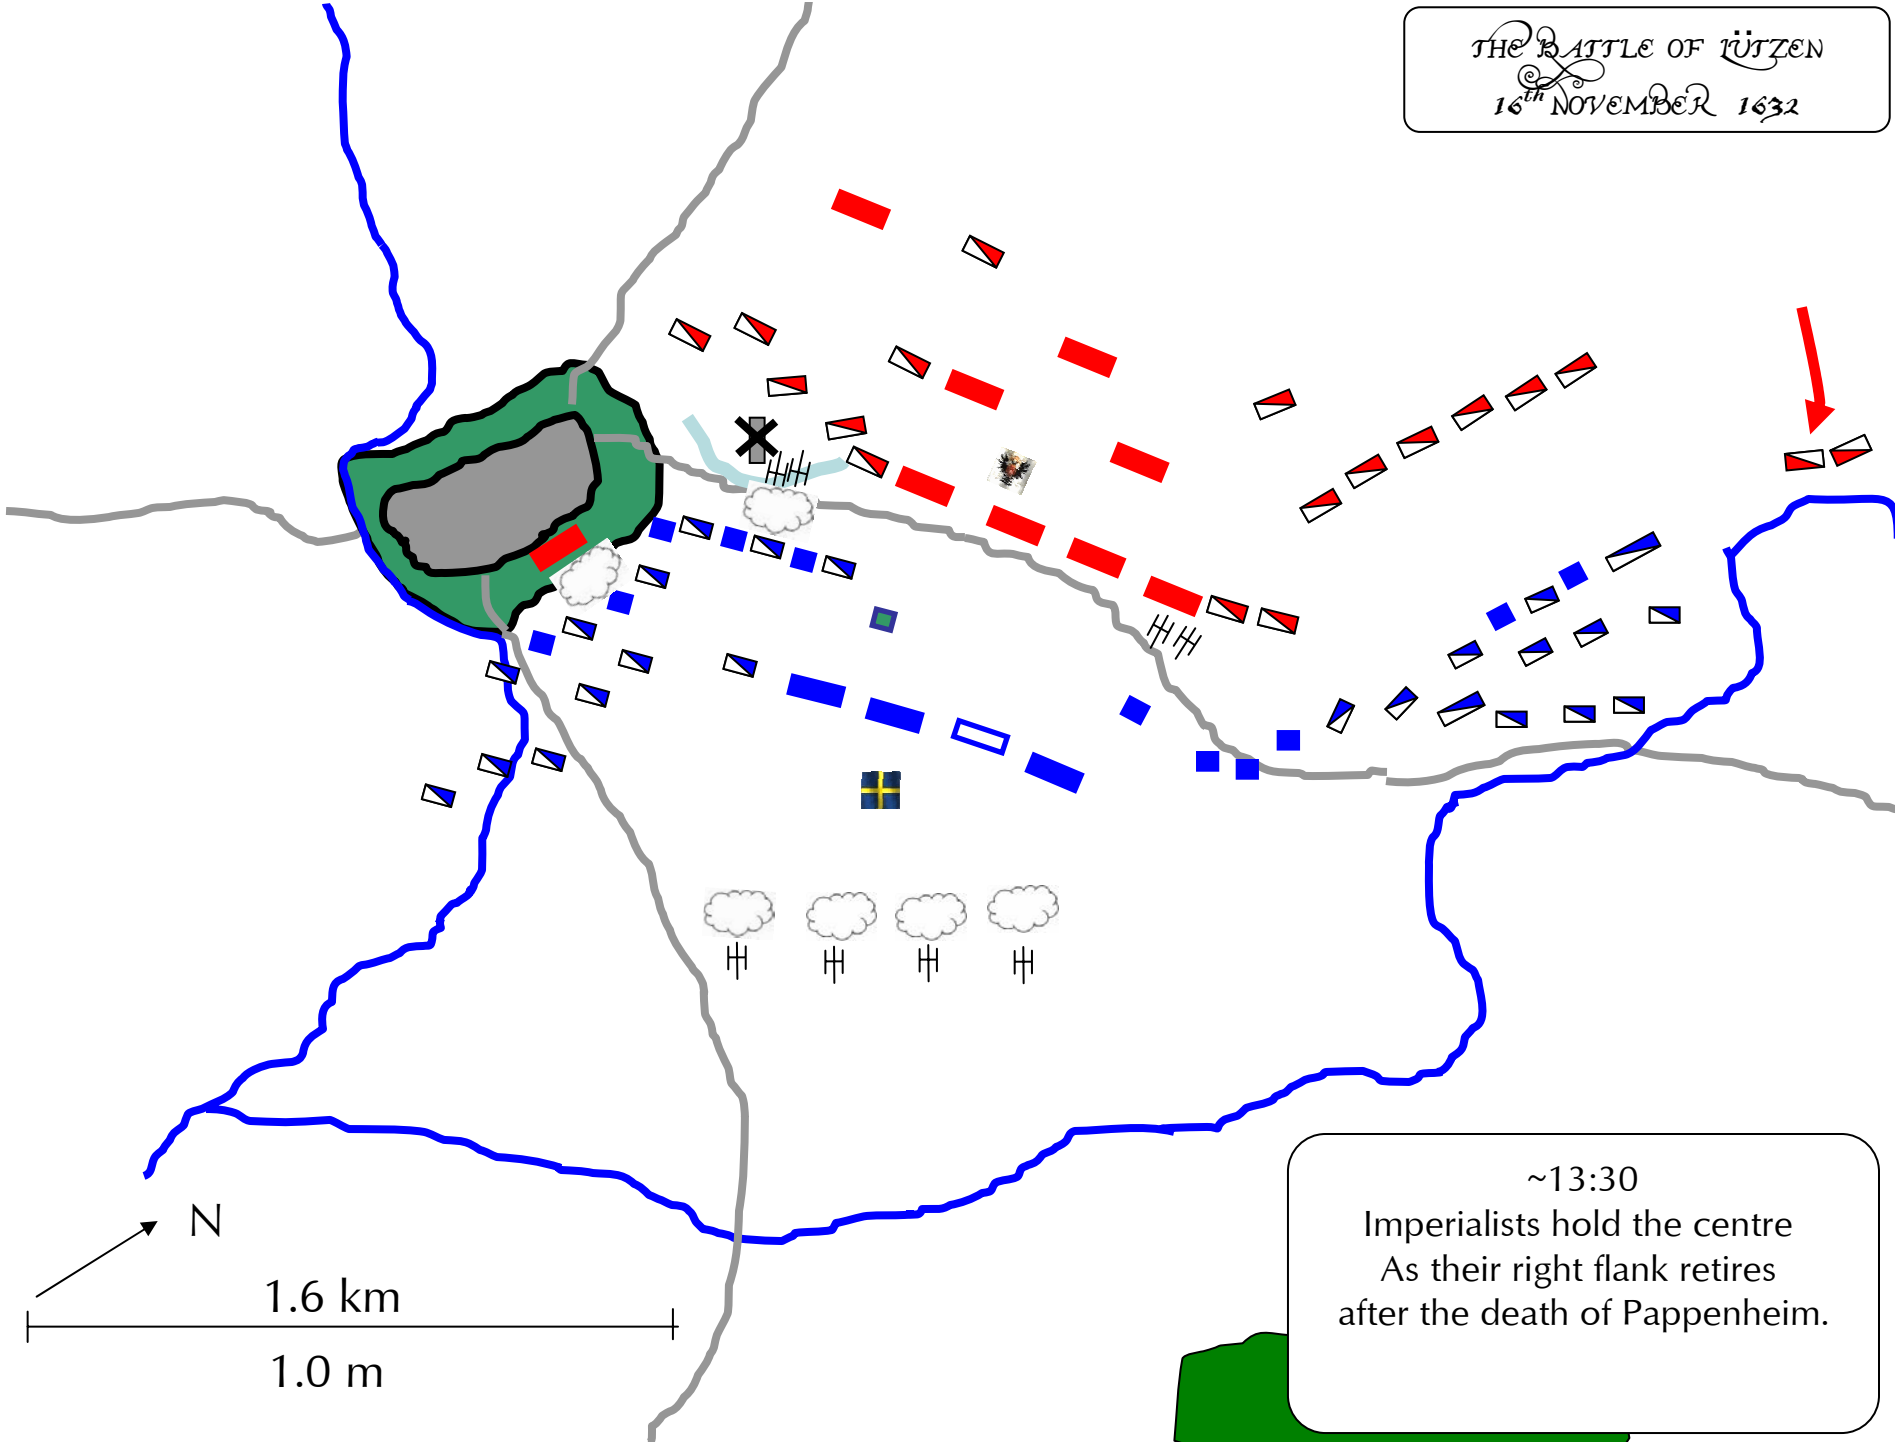 THE BATTLE OF LÜTZEN
16th NOVEMBER 1632
N
1.6 km
1.0 m
~13:30
Imperialists hold the centre
As their right flank retires
after the death of Pappenheim.